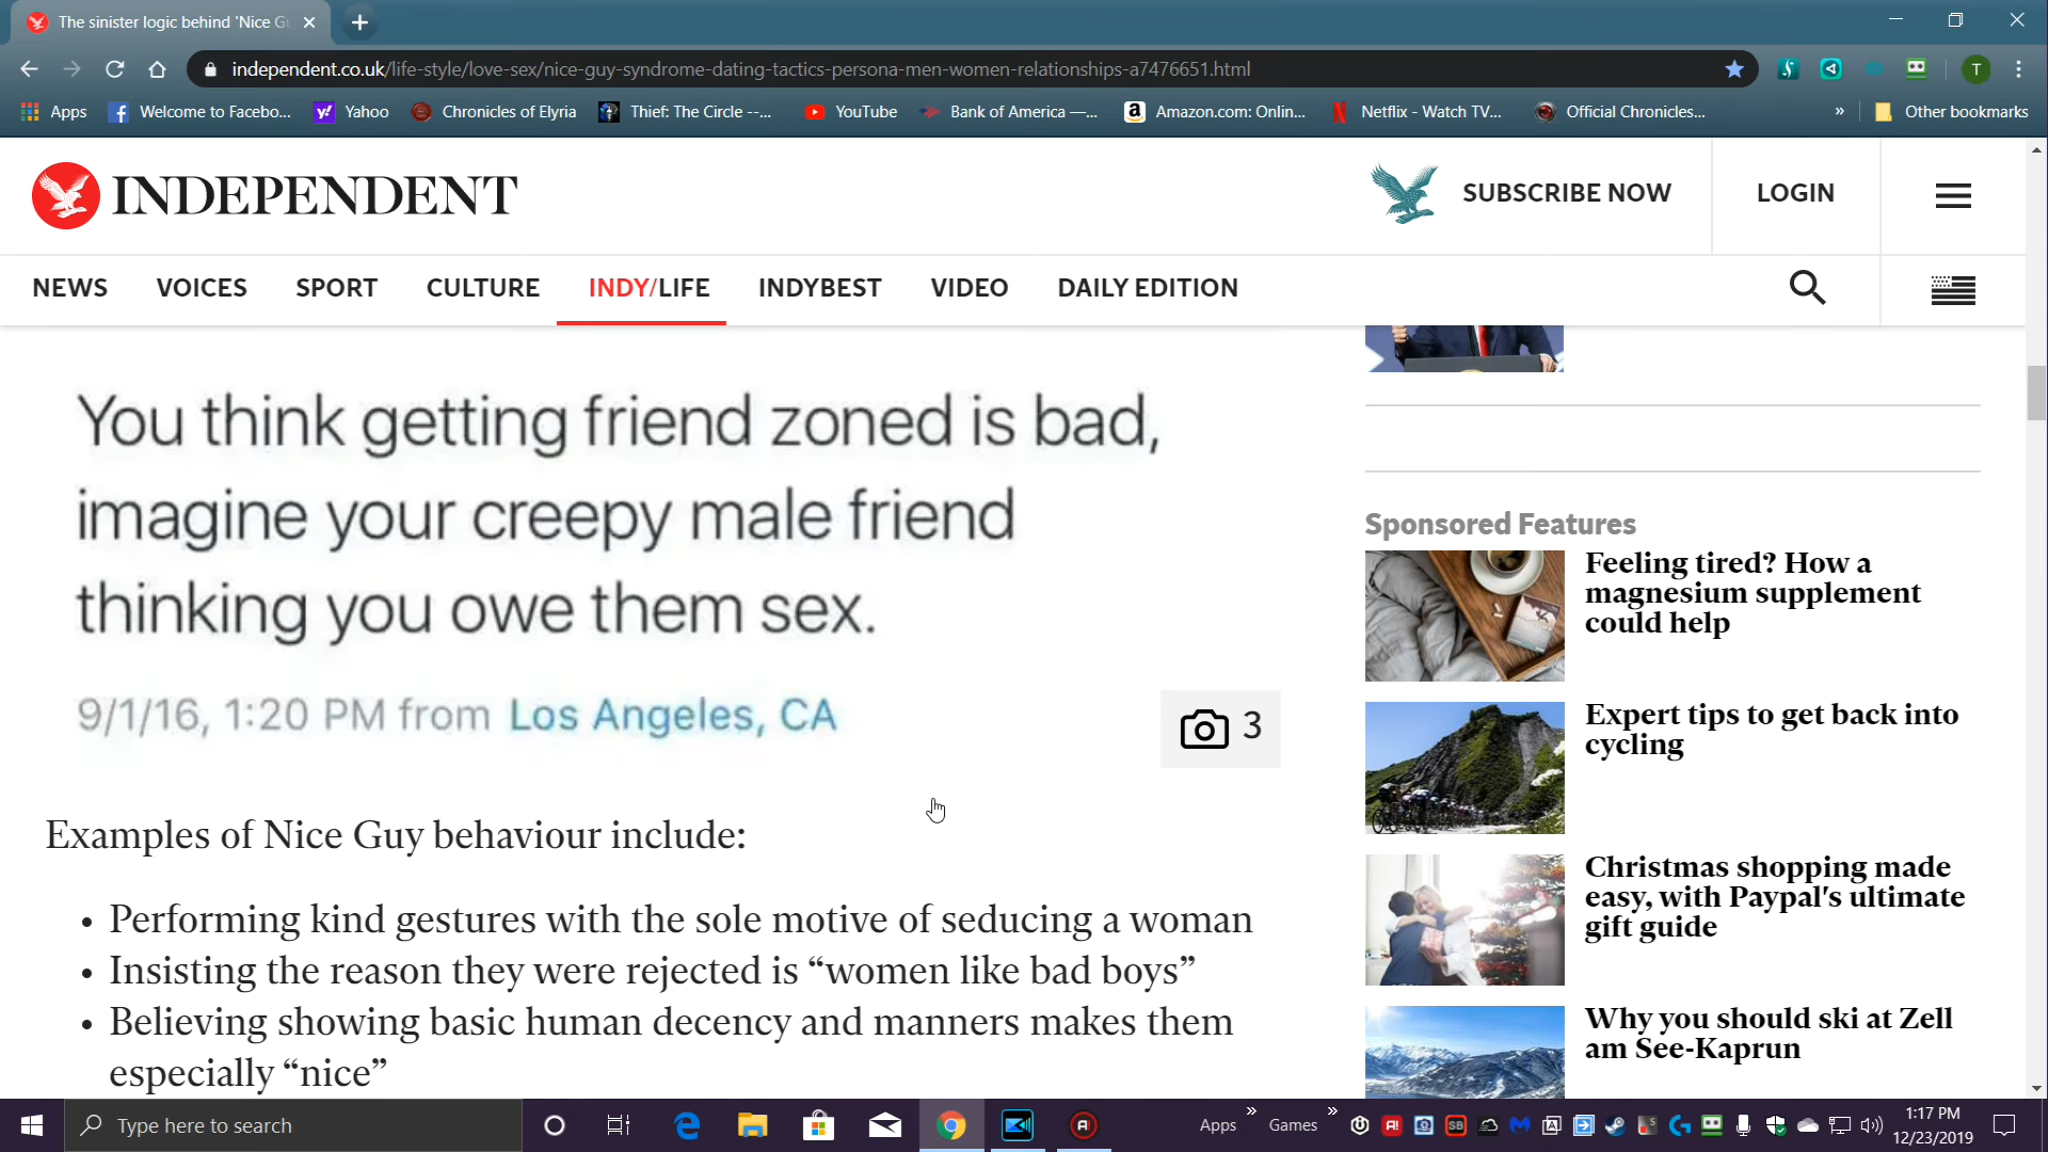 The sinister logic behind 'Nice G
independent.co.uk/life-style/love-sex/nice-guy-syndrome-dating-tactics-persona-men-women-relationships-a7476651.html
T
Apps
Welcome to Facebo...
Yahoo
Chronicles of Elyria
Thief: The Circle --...
YouTube
Bank of America —...
Amazon.com: Onlin...
Netflix - Watch TV...
Official Chronicles...
»
Other bookmarks
INDEPENDENT
SUBSCRIBE NOW
LOGIN
NEWS
VOICES
SPORT
CULTURE
INDY/LIFE
INDYBEST
VIDEO
DAILY EDITION
You think getting friend zoned is bad,
imagine your creepy male friend
thinking you owe them sex.
9/1/16, 1:20 PM from Los Angeles, CA
3
Examples of Nice Guy behaviour include:
• Performing kind gestures with the sole motive of seducing a woman
• Insisting the reason they were rejected is “women like bad boys”
• Believing showing basic human decency and manners makes them
especially “nice”
Sponsored Features
Feeling tired? How a
magnesium supplement
could help
Expert tips to get back into
cycling
Christmas shopping made
easy, with Paypal's ultimate
gift guide
Why you should ski at Zell
am See-Kaprun
Type here to search
Apps
»
Games
»
1:17 PM
12/23/2019